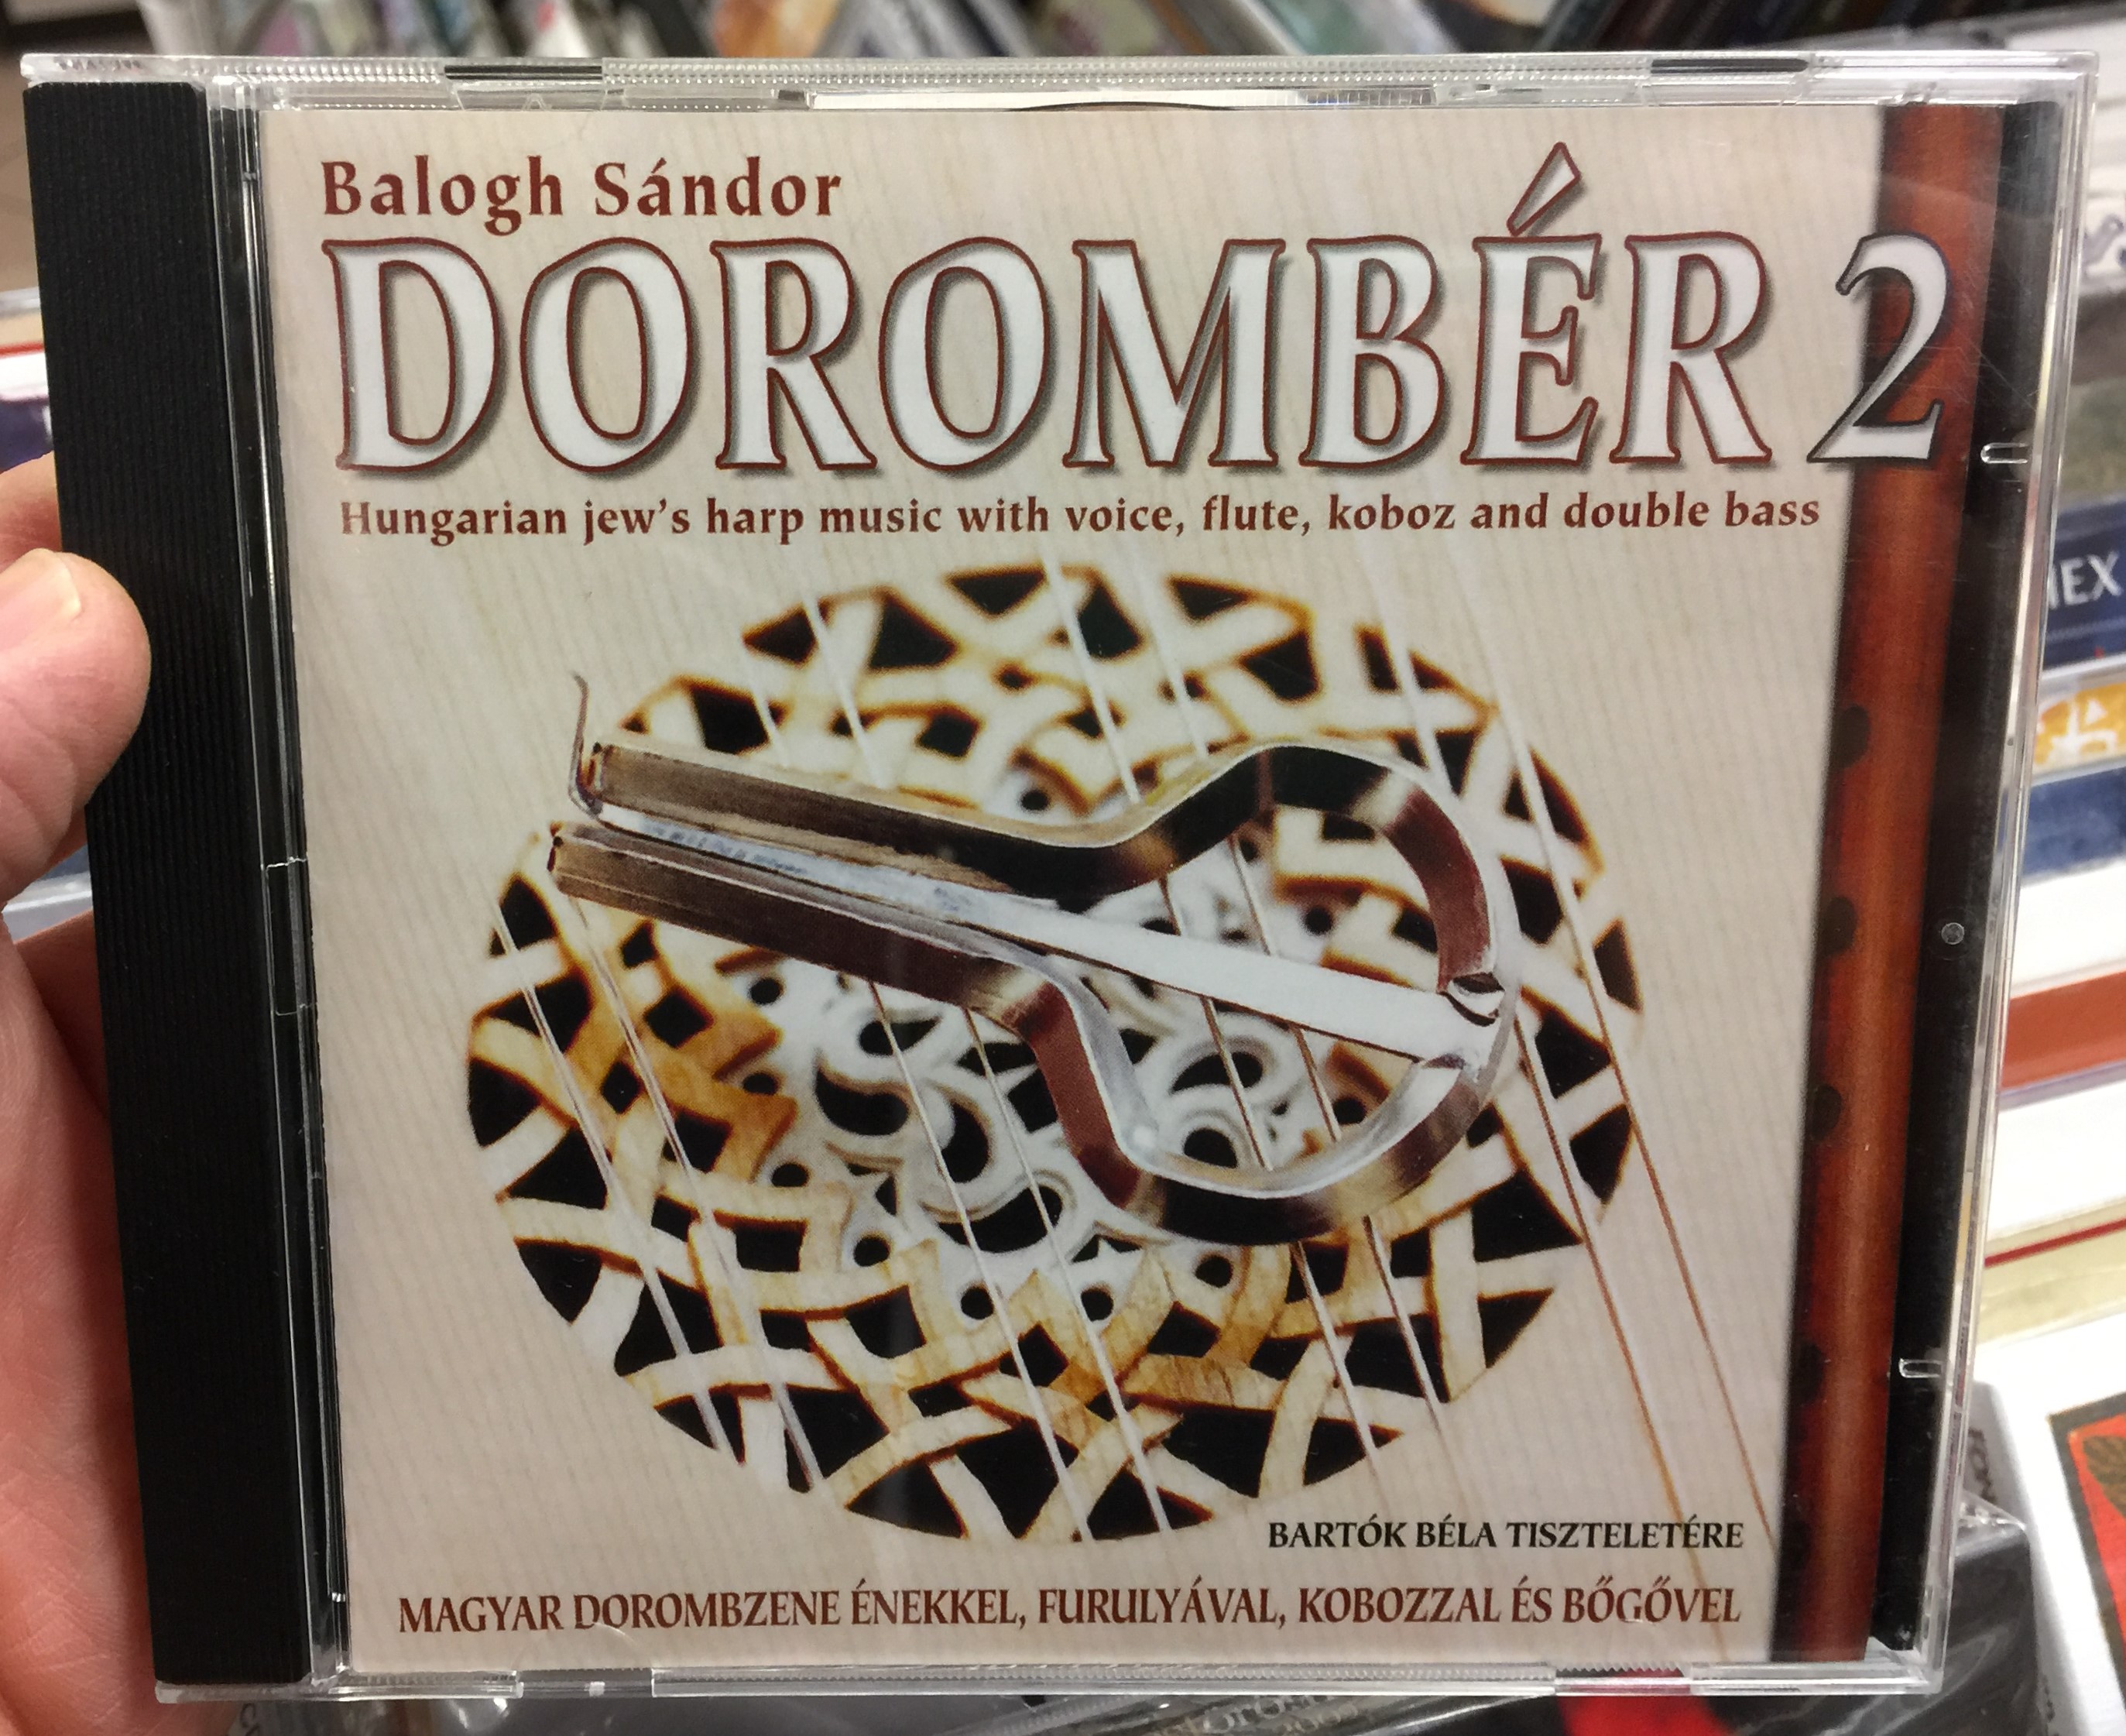 Balogh Sándor
DOROMBÉR 2
Hungarian jew's harp music with voice, flute, koboz and double bass
BARTÓK BÉLA TISZTELETÉRE
MAGYAR DOROMBZENE ÉNEKKEL, FURULYÁVAL, KOBOZZAL ÉS BŐGŐVEL